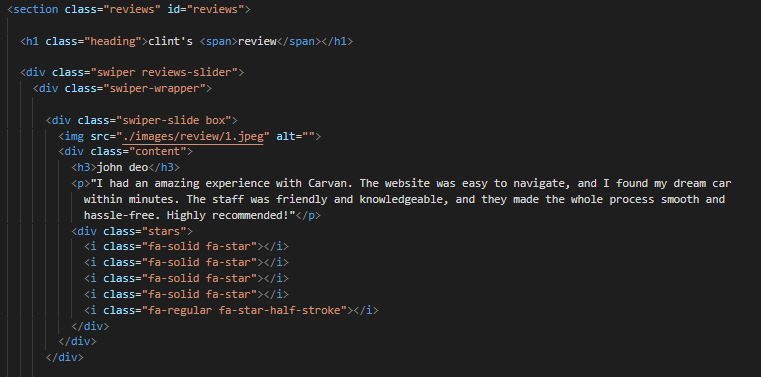 <section class="reviews" id="reviews">
<h1 class="heading">clint's <span>review</span></h1>
<div class="swiper reviews-slider">
<div class="swiper-wrapper">
<div class="swiper-slide box">
<img src="./images/review/1.jpeg" alt="">
<div class="content">
<h3>john deo</h3>
<p>"I had an amazing experience with Carvan. The website was easy to navigate, and I found my dream car
within minutes. The staff was friendly and knowledgeable, and they made the whole process smooth and
hassle-free. Highly recommended!"</p>
<div class="stars">
<i class="fa-solid fa-star"></i>
<i class="fa-solid fa-star"></i>
<i class="fa-solid fa-star"></i>
<i class="fa-solid fa-star"></i>
<i class="fa-regular fa-star-half-stroke"></i>
</div>
</div>
</div>